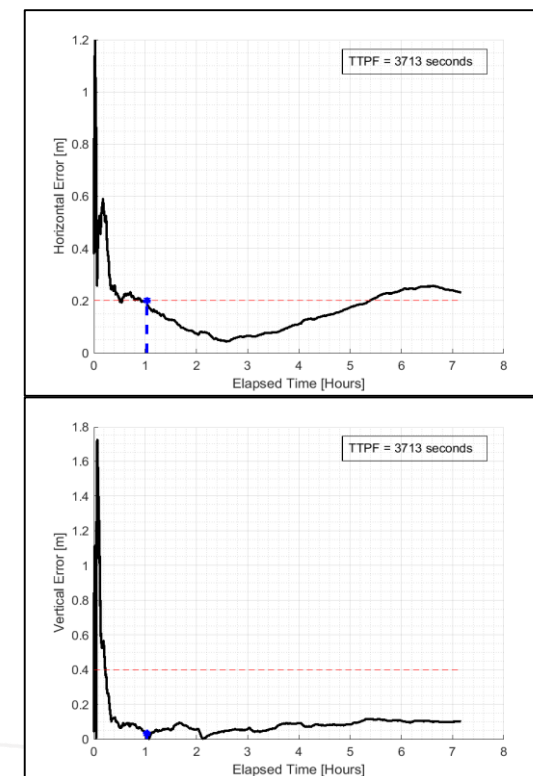 TTPF = 3713 seconds
1.2
1
0.8
0.6
0.4
0.2
0
Horizontal Error [m]
0 1 2 3 4 5 6 7 8
Elapsed Time [Hours]
TTPF = 3713 seconds
1.8
1.6
1.4
1.2
1
0.8
0.6
0.4
0.2
0
Vertical Error [m]
0 1 2 3 4 5 6 7 8
Elapsed Time [Hours]